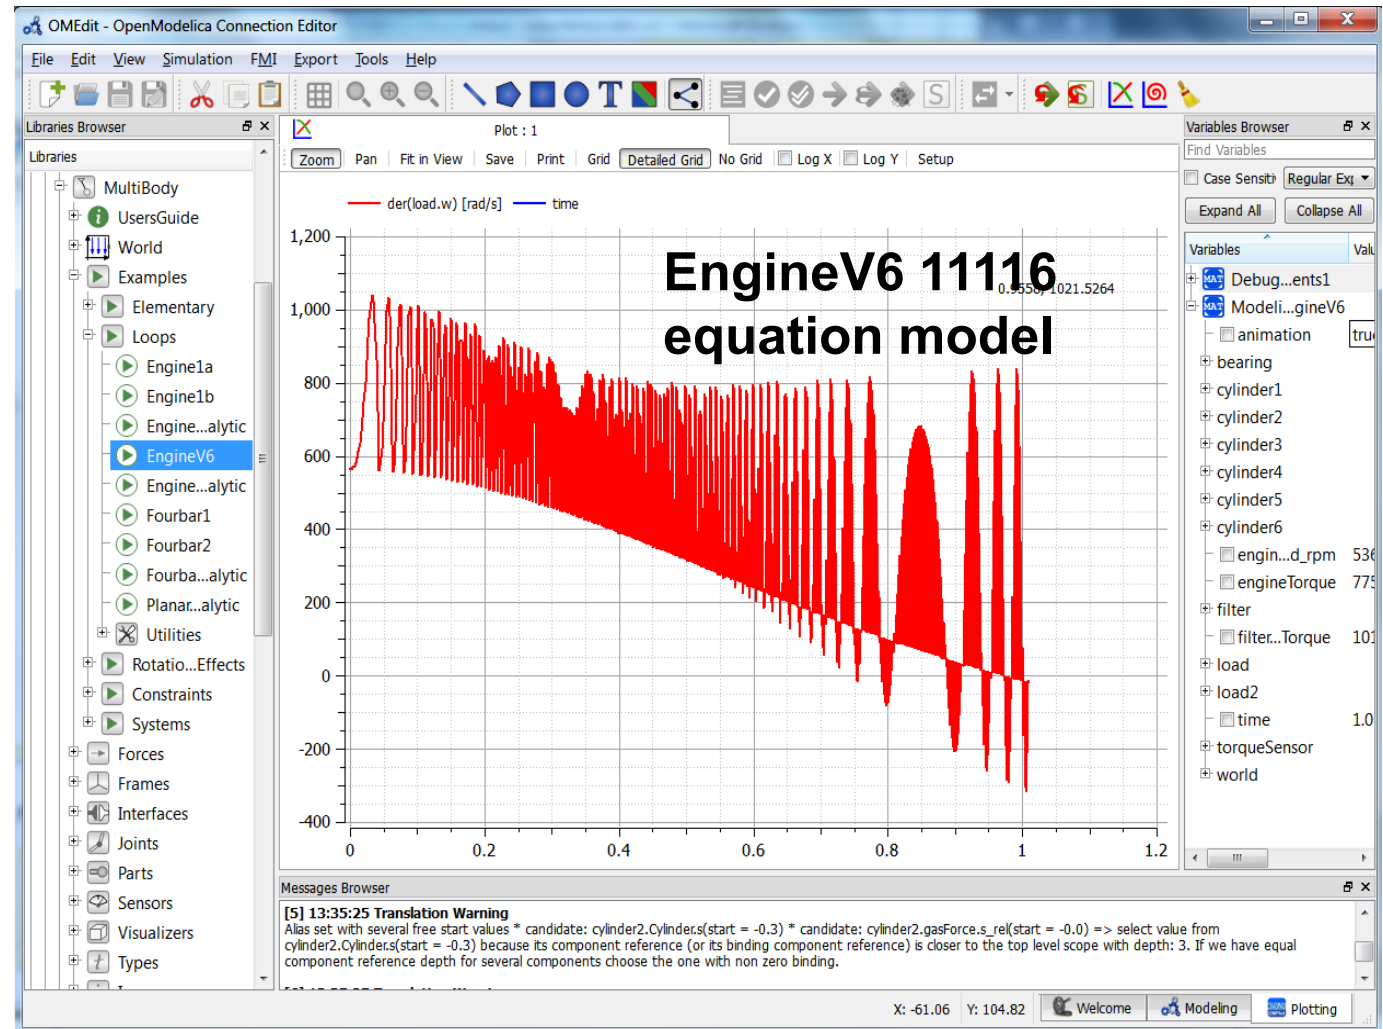 OMEdit - OpenModelica Connection Editor
File Edit View Simulation FMI Export Tools Help
Libraries Browser
Libraries
MultiBody
UsersGuide
World
Examples
Elementary
Loops
Engine1a
Engine1b
Engine...alytic
EngineV6
Engine...alytic
Fourbar1
Fourbar2
Fourba...alytic
Planar...alytic
Utilities
Rotatio...Effects
Constraints
Systems
Forces
Frames
Interfaces
Joints
Parts
Sensors
Visualizers
Types
Plot : 1
Zoom Pan Fit in View Save Print Grid Detailed Grid No Grid Log X Log Y Setup
der(load.w) [rad/s] time
EngineV6 11116
equation model
0.9558, 1021.5264
1,200
1,000
800
600
400
200
0
-200
-400
0 0.2 0.4 0.6 0.8 1 1.2
Variables Browser
Find Variables
Case Sensiti Regular Exp
Expand All Collapse All
Variables Valu
Debug...ents1
Modeli...gineV6
animation true
bearing
cylinder1
cylinder2
cylinder3
cylinder4
cylinder5
cylinder6
engin...d_rpm 536
engineTorque 775
filter
filter...Torque 101
load
load2
time 1.0
torqueSensor
world
Messages Browser
[5] 13:35:25 Translation Warning
Alias set with several free start values * candidate: cylinder2.Cylinder.s(start = -0.3) * candidate: cylinder2.gasForce.s_rel(start = -0.0) => select value from
cylinder2.Cylinder.s(start = -0.3) because its component reference (or its binding component reference) is closer to the top level scope with depth: 3. If we have equal
component reference depth for several components choose the one with non zero binding.
X: -61.06 Y: 104.82 Welcome Modeling Plotting